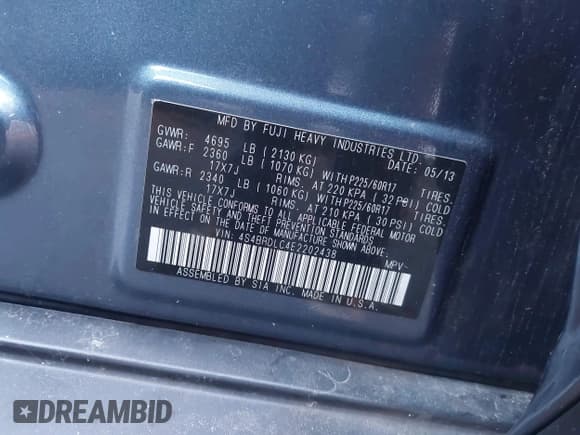 MFD BY FUJI HEAVY INDUSTRIES LTD.
DATE: 05/13
GVWR: 4695 LB (2130 KG)
GAWR:F 2360 LB (1070 KG) WITH P225/60R17 TIRES.
17X7J RIMS. AT 220 KPA (32 PSI) COLD
GAWR:R 2340 LB (1060 KG) WITH P225/60R17 TIRES.
17X7J RIMS. AT 210 KPA (30 PSI) COLD
THIS VEHICLE CONFORMS TO ALL APPLICABLE FEDERAL MOTOR
VEHICLE SAFETY AND THEFT PREVENTION STANDARDS
IN EFFECT ON THE DATE OF MANUFACTURE SHOWN ABOVE.
VIN: 4S4BRDLC4E2202438 MPV-
ASSEMBLED BY SIA INC. MADE IN U.S.A.
DREAMBID